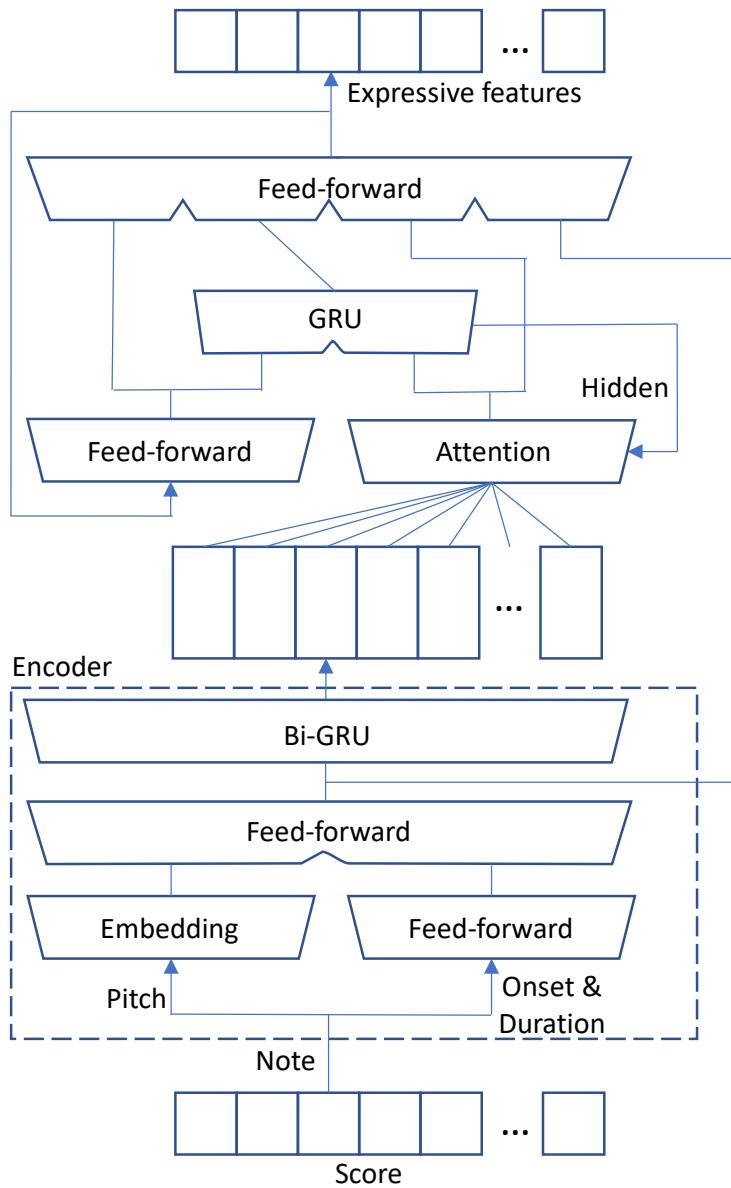 ...
Expressive features
Feed-forward
GRU
Hidden
Feed-forward
Attention
...
Encoder
Bi-GRU
Feed-forward
Embedding
Feed-forward
Pitch
Onset &
Duration
Note
...
Score